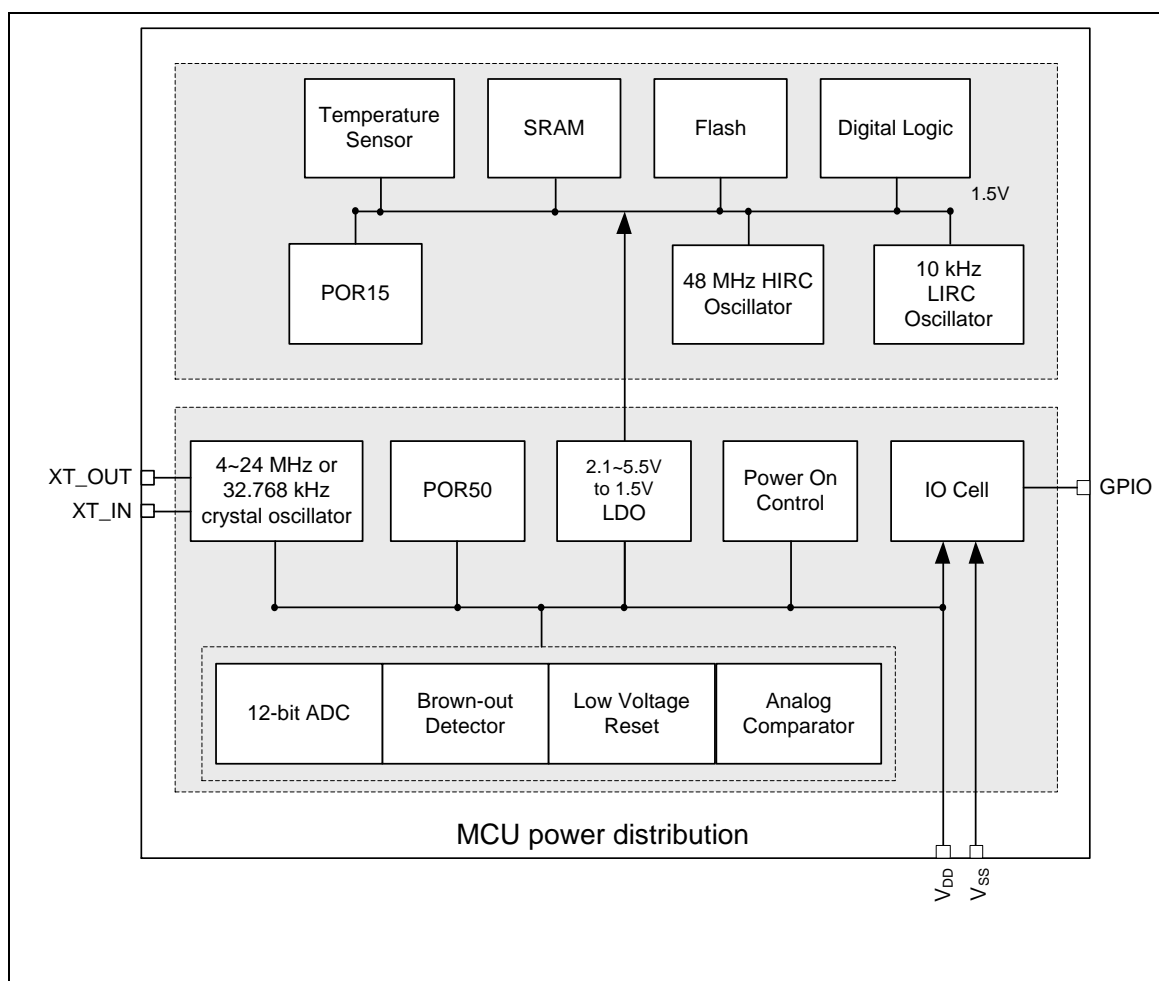 Temperature
Sensor
SRAM
Flash
Digital Logic
1.5V
POR15
48 MHz HIRC
Oscillator
10 kHz
LIRC
Oscillator
XT_OUT
XT_IN
4~24 MHz or
32.768 kHz
crystal oscillator
POR50
2.1~5.5V
to 1.5V
LDO
Power On
Control
IO Cell
GPIO
12-bit ADC
Brown-out
Detector
Low Voltage
Reset
Analog
Comparator
MCU power distribution
VDD
VSS